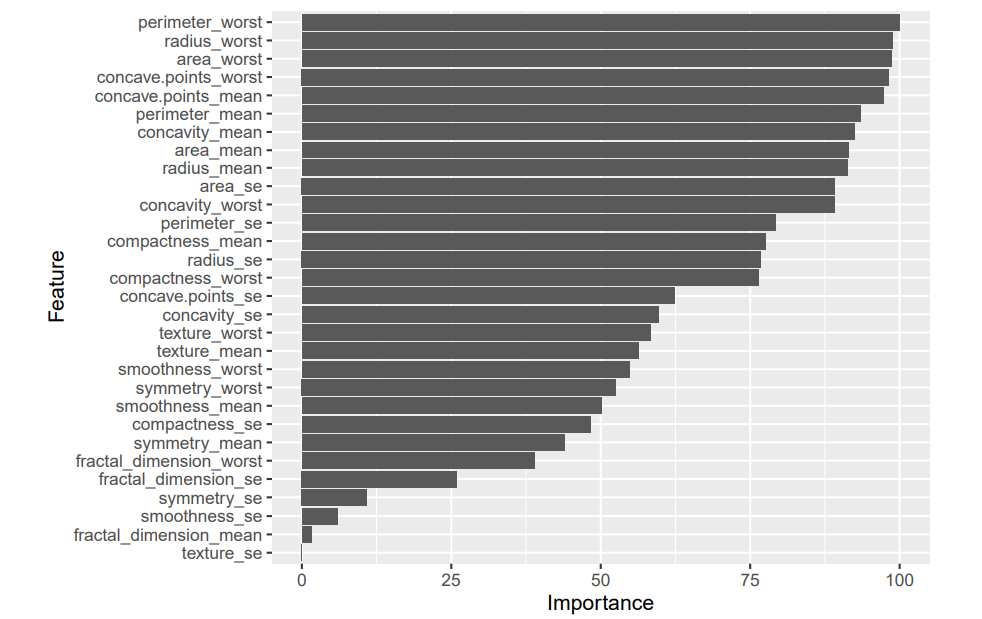 perimeter_worst
radius_worst
area_worst
concave.points_worst
concave.points_mean
perimeter_mean
concavity_mean
area_mean
radius_mean
area_se
concavity_worst
perimeter_se
compactness_mean
radius_se
compactness_worst
concave.points_se
concavity_se
texture_worst
texture_mean
smoothness_worst
symmetry_worst
smoothness_mean
compactness_se
symmetry_mean
fractal_dimension_worst
fractal_dimension_se
symmetry_se
smoothness_se
fractal_dimension_mean
texture_se
Feature
0 25 50 75 100
Importance